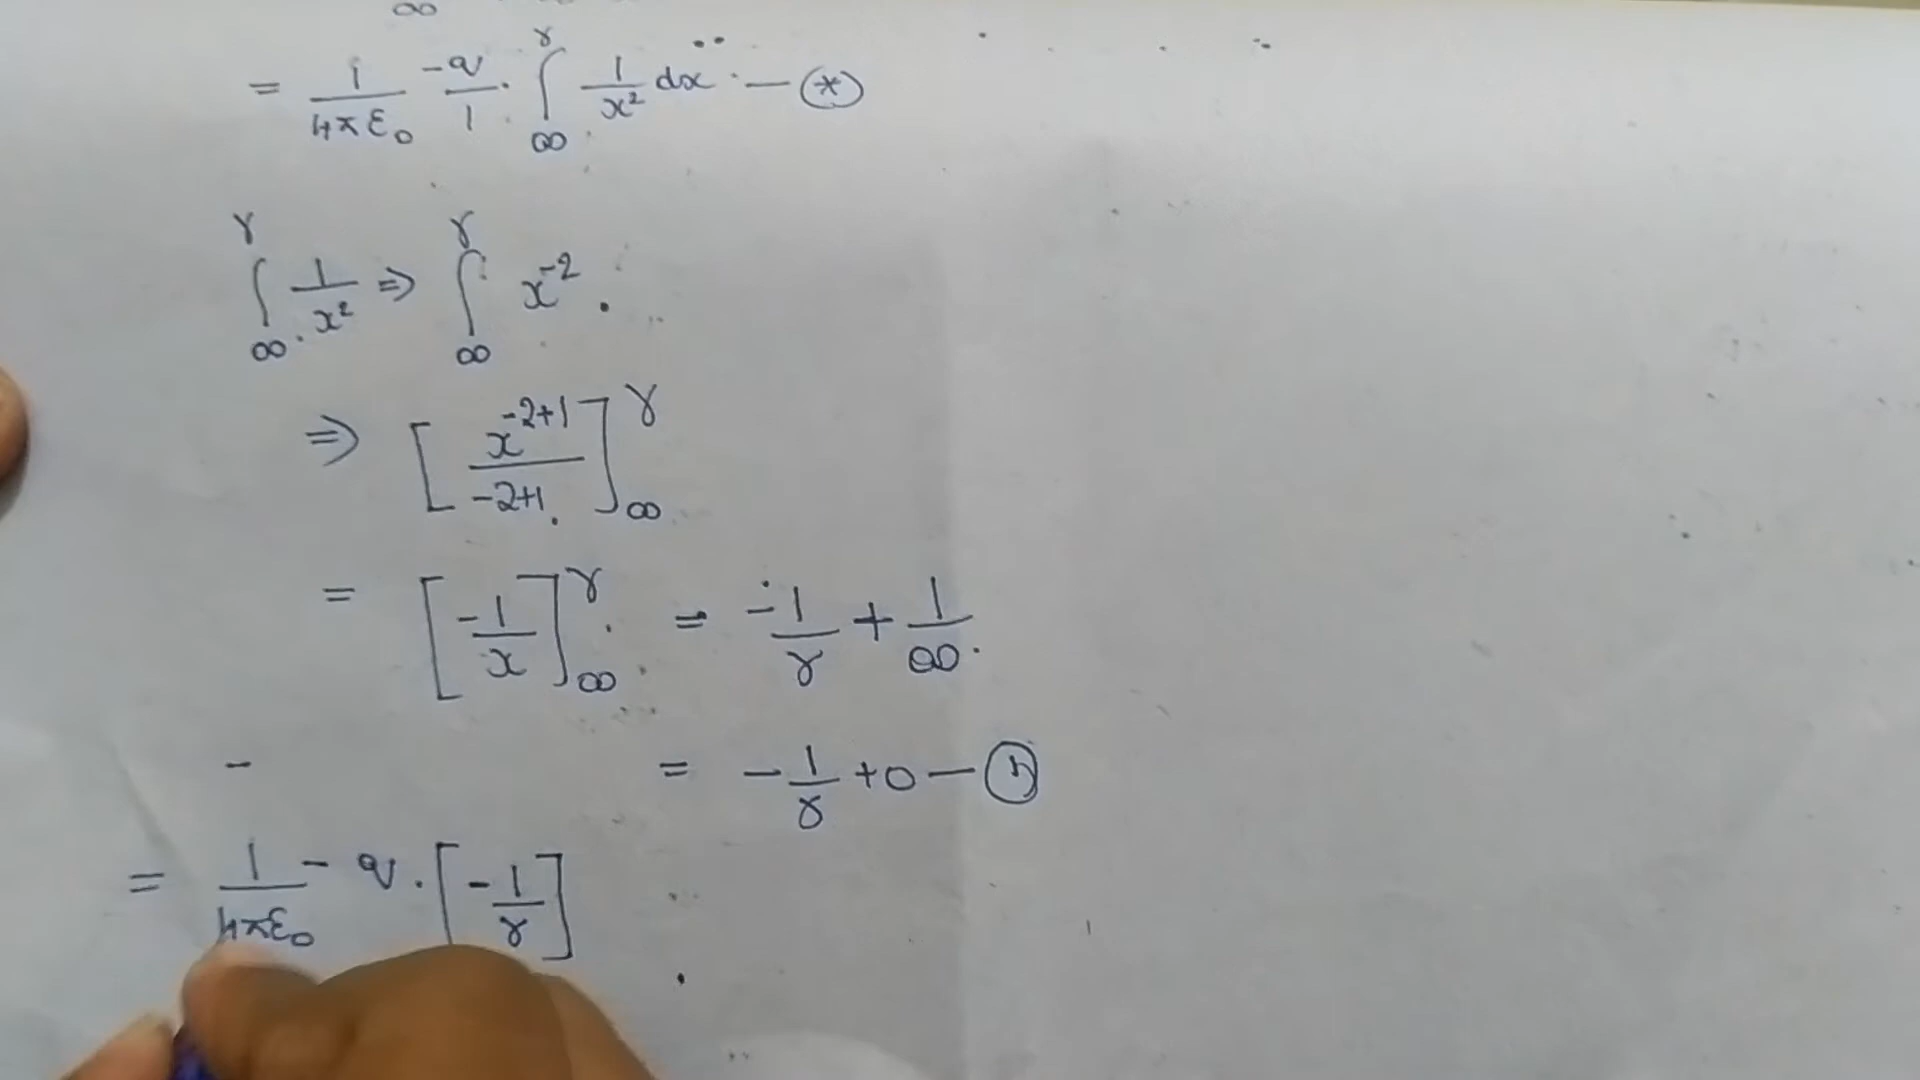 ∞
= 1/4πε₀ -q/1 · ∫_∞^r 1/x² dx · — (*)
∫_∞^r 1/x² ⇒ ∫_∞^r x⁻² .
⇒ [x⁻²⁺¹/-2+1]_∞^r
= [-1/x]_∞^r = -1/r + 1/∞.
-
= -1/r + 0 —
= 1/4πε₀ - q · [-1/r]